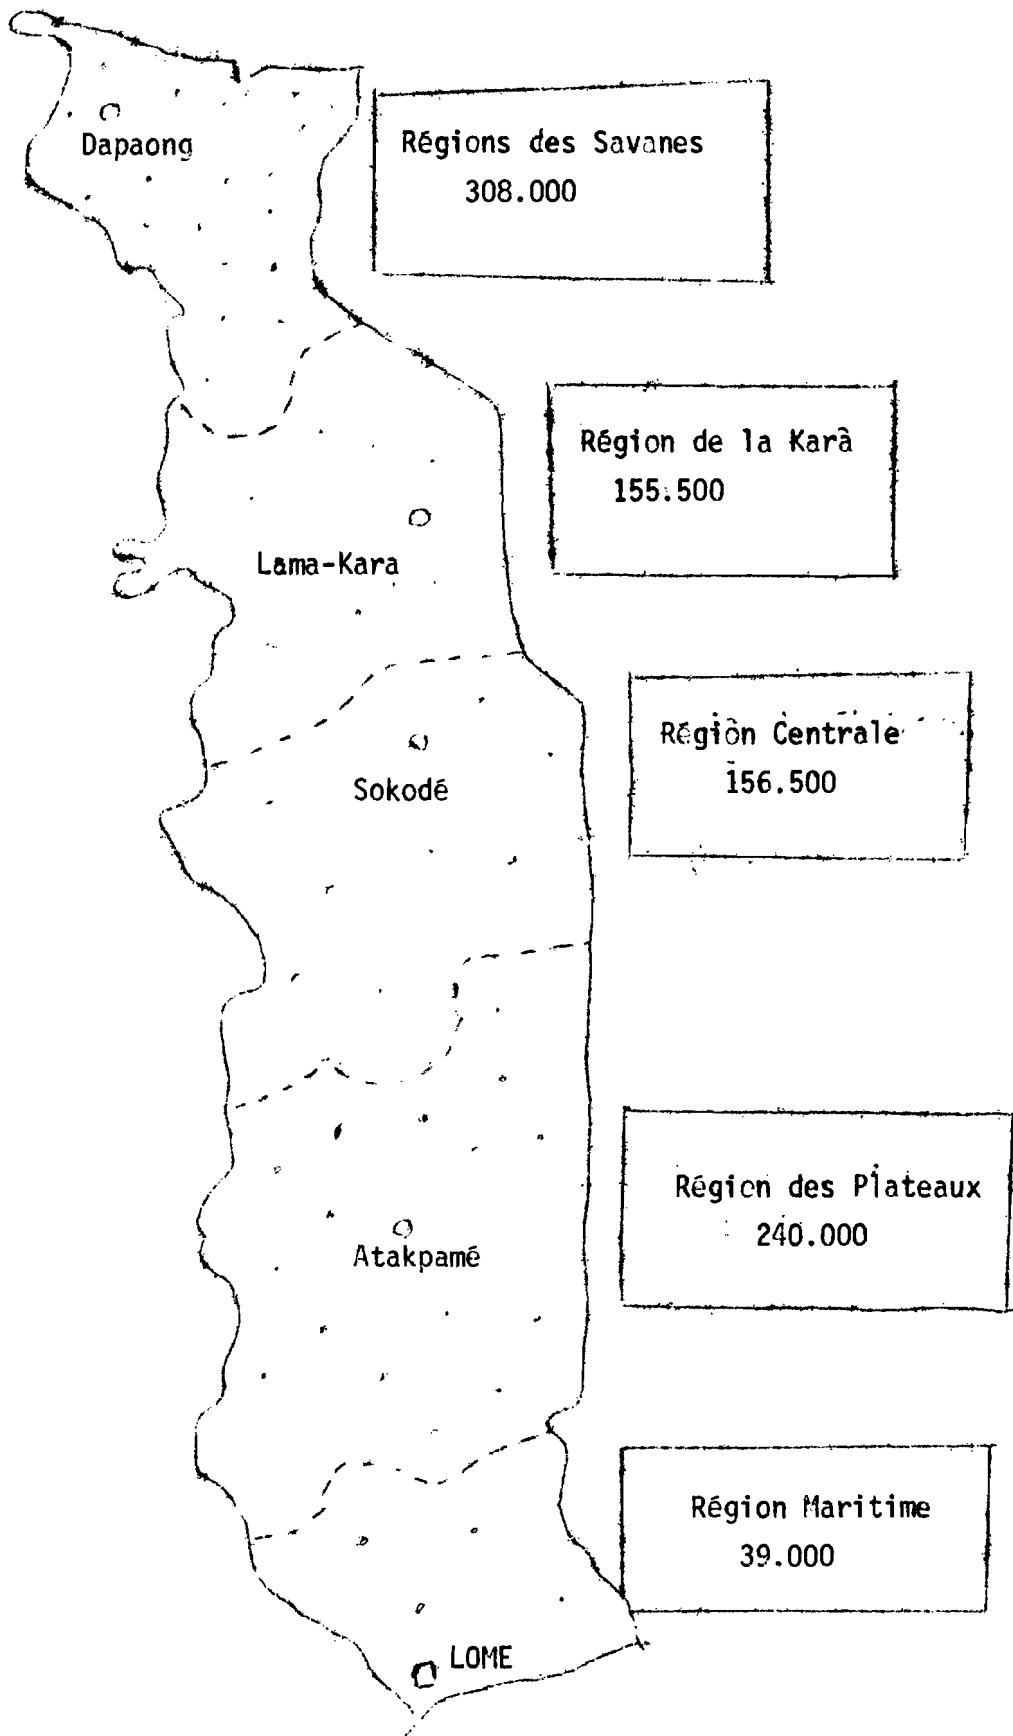 Dapaong
Régions des Savanes
308.000
Région de la Kara
155.500
Lama-Kara
Région Centrale
156.500
Sokodé
Région des Plateaux
240.000
Atakpamé
Région Maritime
39.000
LOME